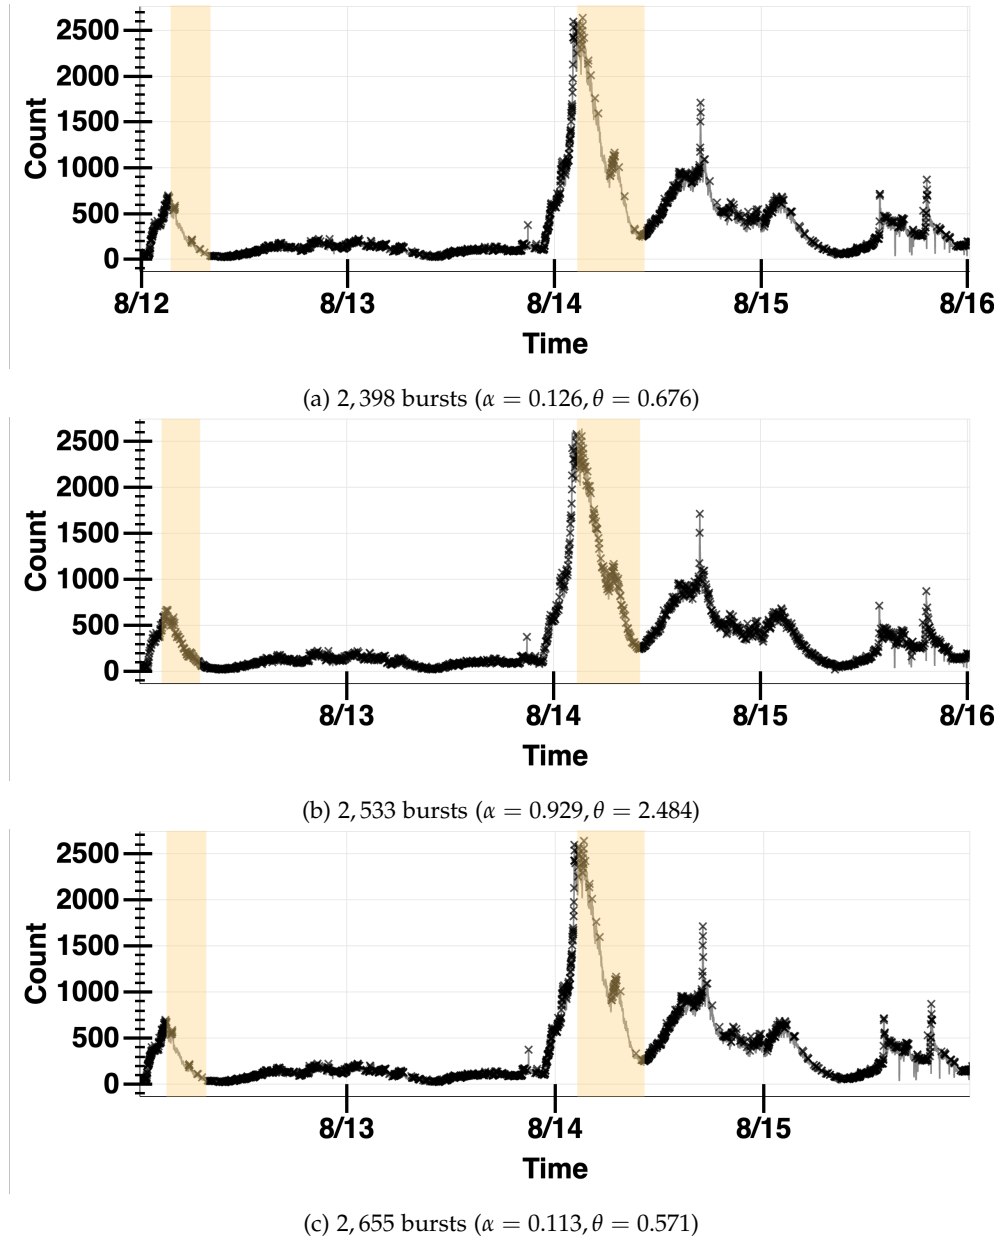 2500
2000
1500
1000
500
0
Count
8/12 8/13 8/14 8/15 8/16
Time
(a) 2,398 bursts (α = 0.126, θ = 0.676)
2500
2000
1500
1000
500
0
Count
8/13 8/14 8/15 8/16
Time
(b) 2,533 bursts (α = 0.929, θ = 2.484)
2500
2000
1500
1000
500
0
Count
8/13 8/14 8/15
Time
(c) 2,655 bursts (α = 0.113, θ = 0.571)